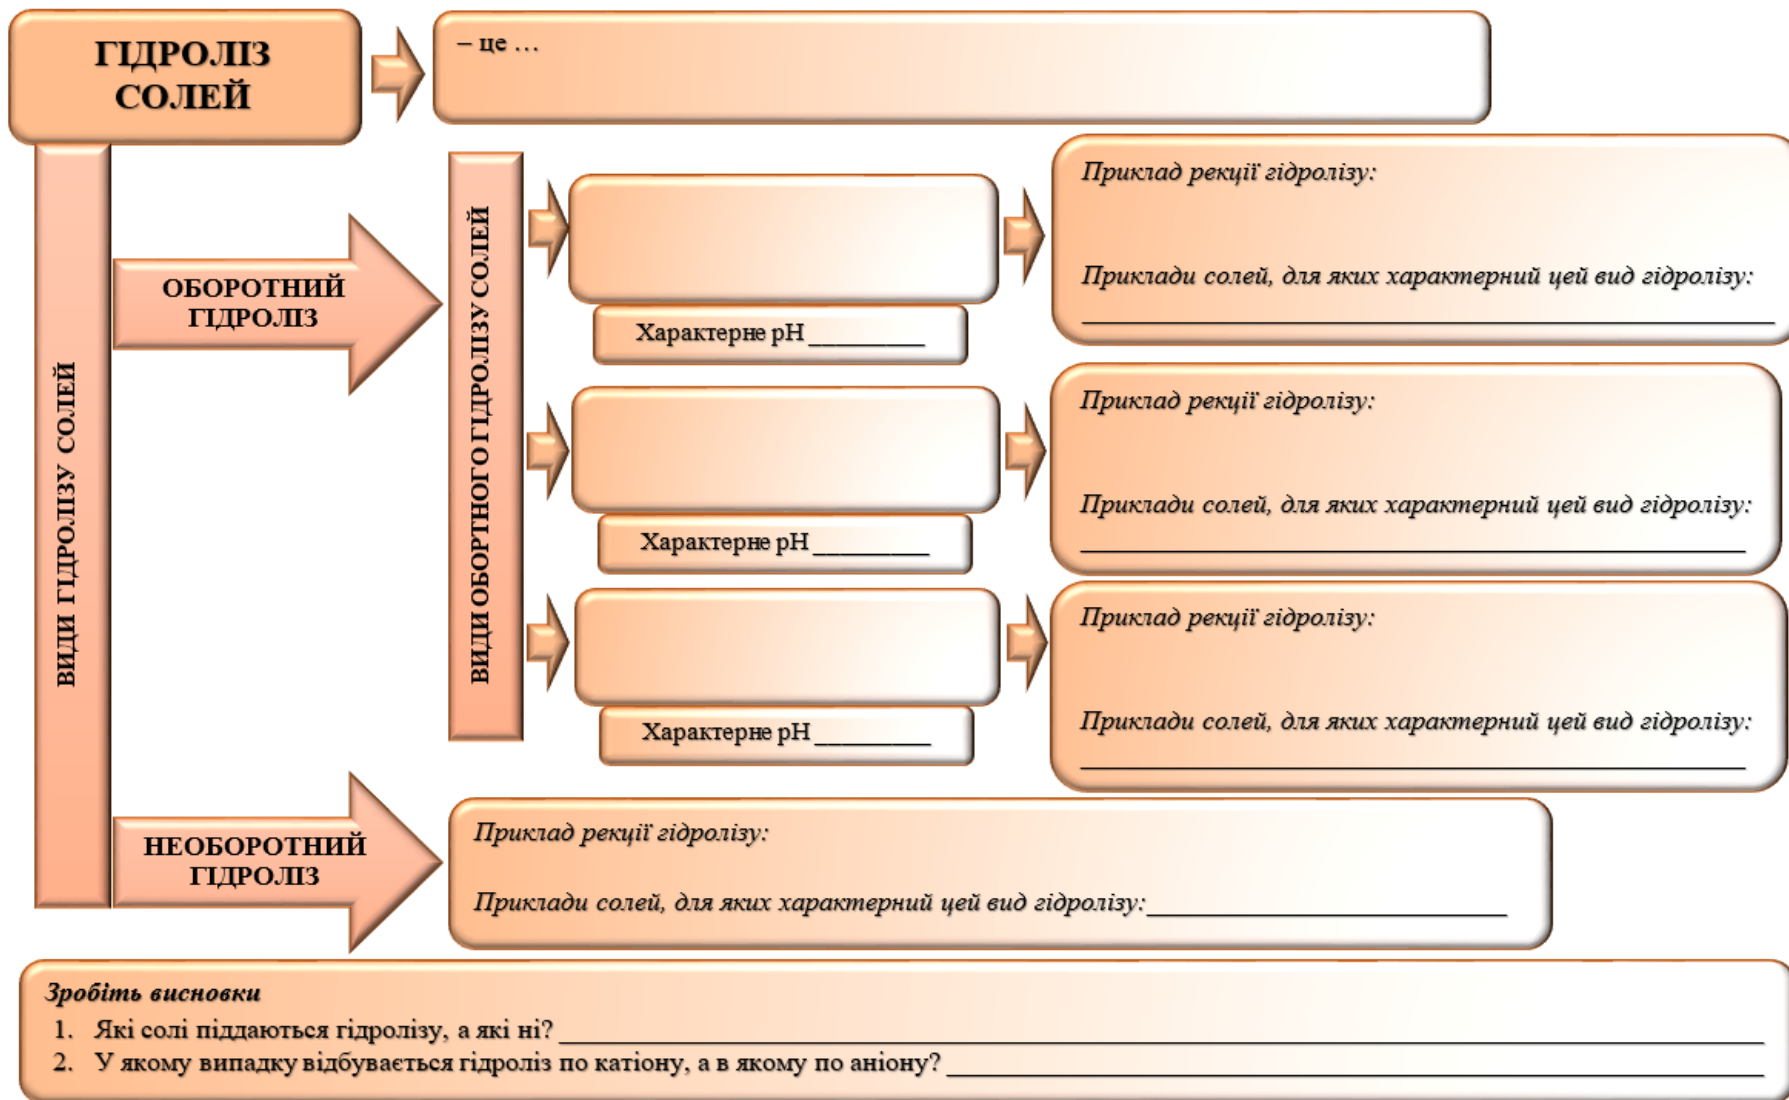 ГІДРОЛІЗ
СОЛЕЙ
– це …
ВИДИ ГІДРОЛІЗУ СОЛЕЙ
ОБОРОТНИЙ
ГІДРОЛІЗ
ВИДИ ОБОРТНОГО ГІДРОЛІЗУ СОЛЕЙ
Характерне рН _________
Приклад рекції гідролізу:
Приклади солей, для яких характерний цей вид гідролізу:
Характерне рН _________
Приклад рекції гідролізу:
Приклади солей, для яких характерний цей вид гідролізу:
Характерне рН _________
Приклад рекції гідролізу:
Приклади солей, для яких характерний цей вид гідролізу:
НЕОБОРОТНИЙ
ГІДРОЛІЗ
Приклад рекції гідролізу:
Приклади солей, для яких характерний цей вид гідролізу:
Зробіть висновки
1. Які солі піддаються гідролізу, а які ні?
2. У якому випадку відбувається гідроліз по катіону, а в якому по аніону?